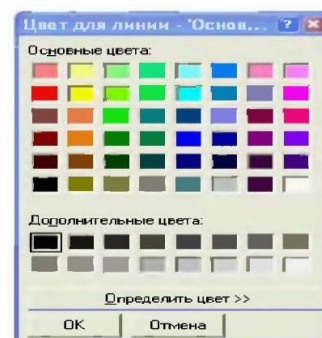 Цвет для линии - 'Основ...
Основные цвета:
Дополнительные цвета:
Определить цвет >>
OK
Отмена